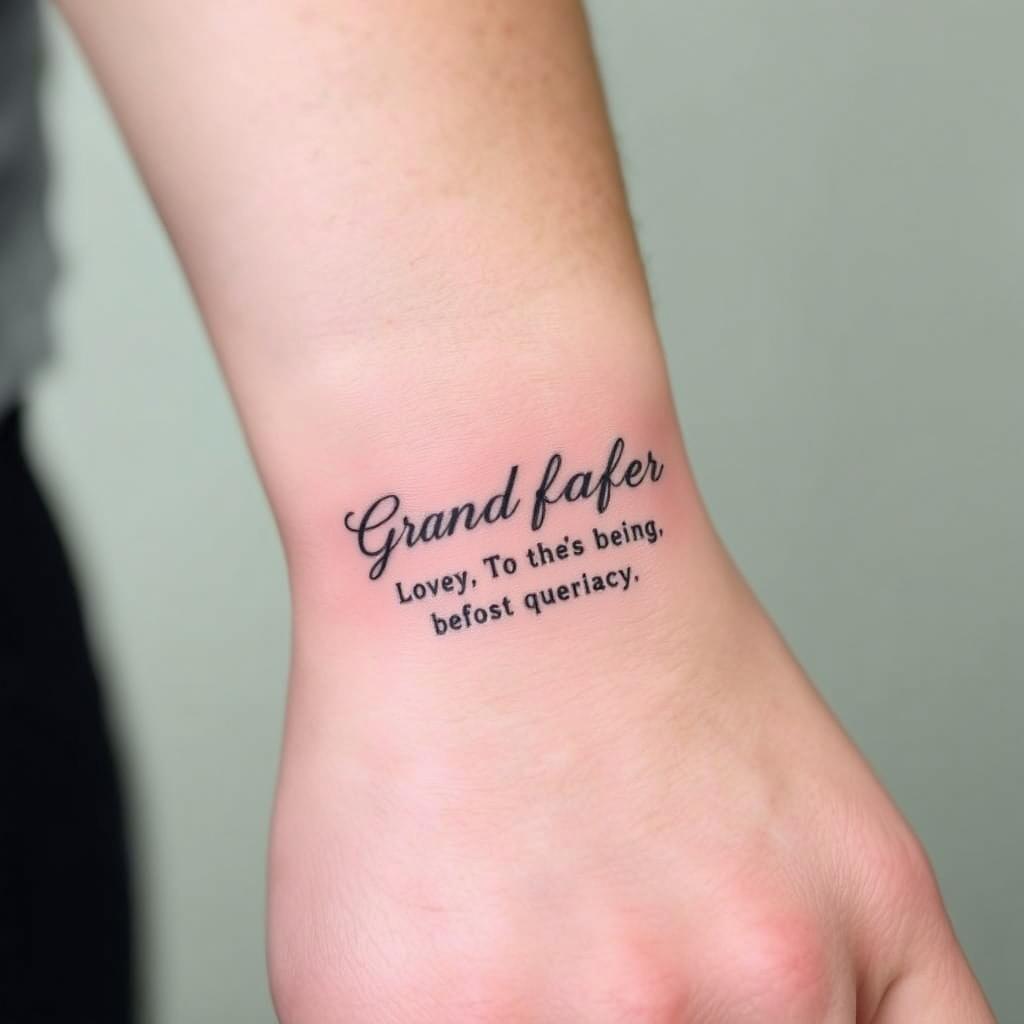 Grand fafer
Lovey, To the's being,
befost queriacy.